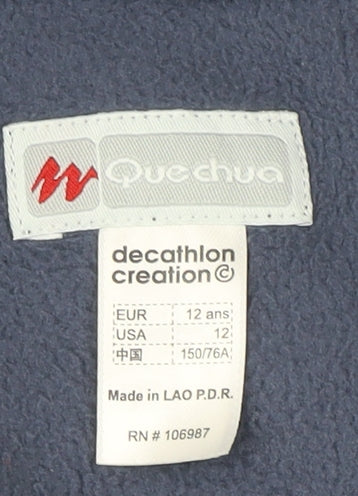 Quechua
decathlon
creation©
EUR 12 ans
USA 12
中国 150/76A
Made in LAO P.D.R.
RN # 106987